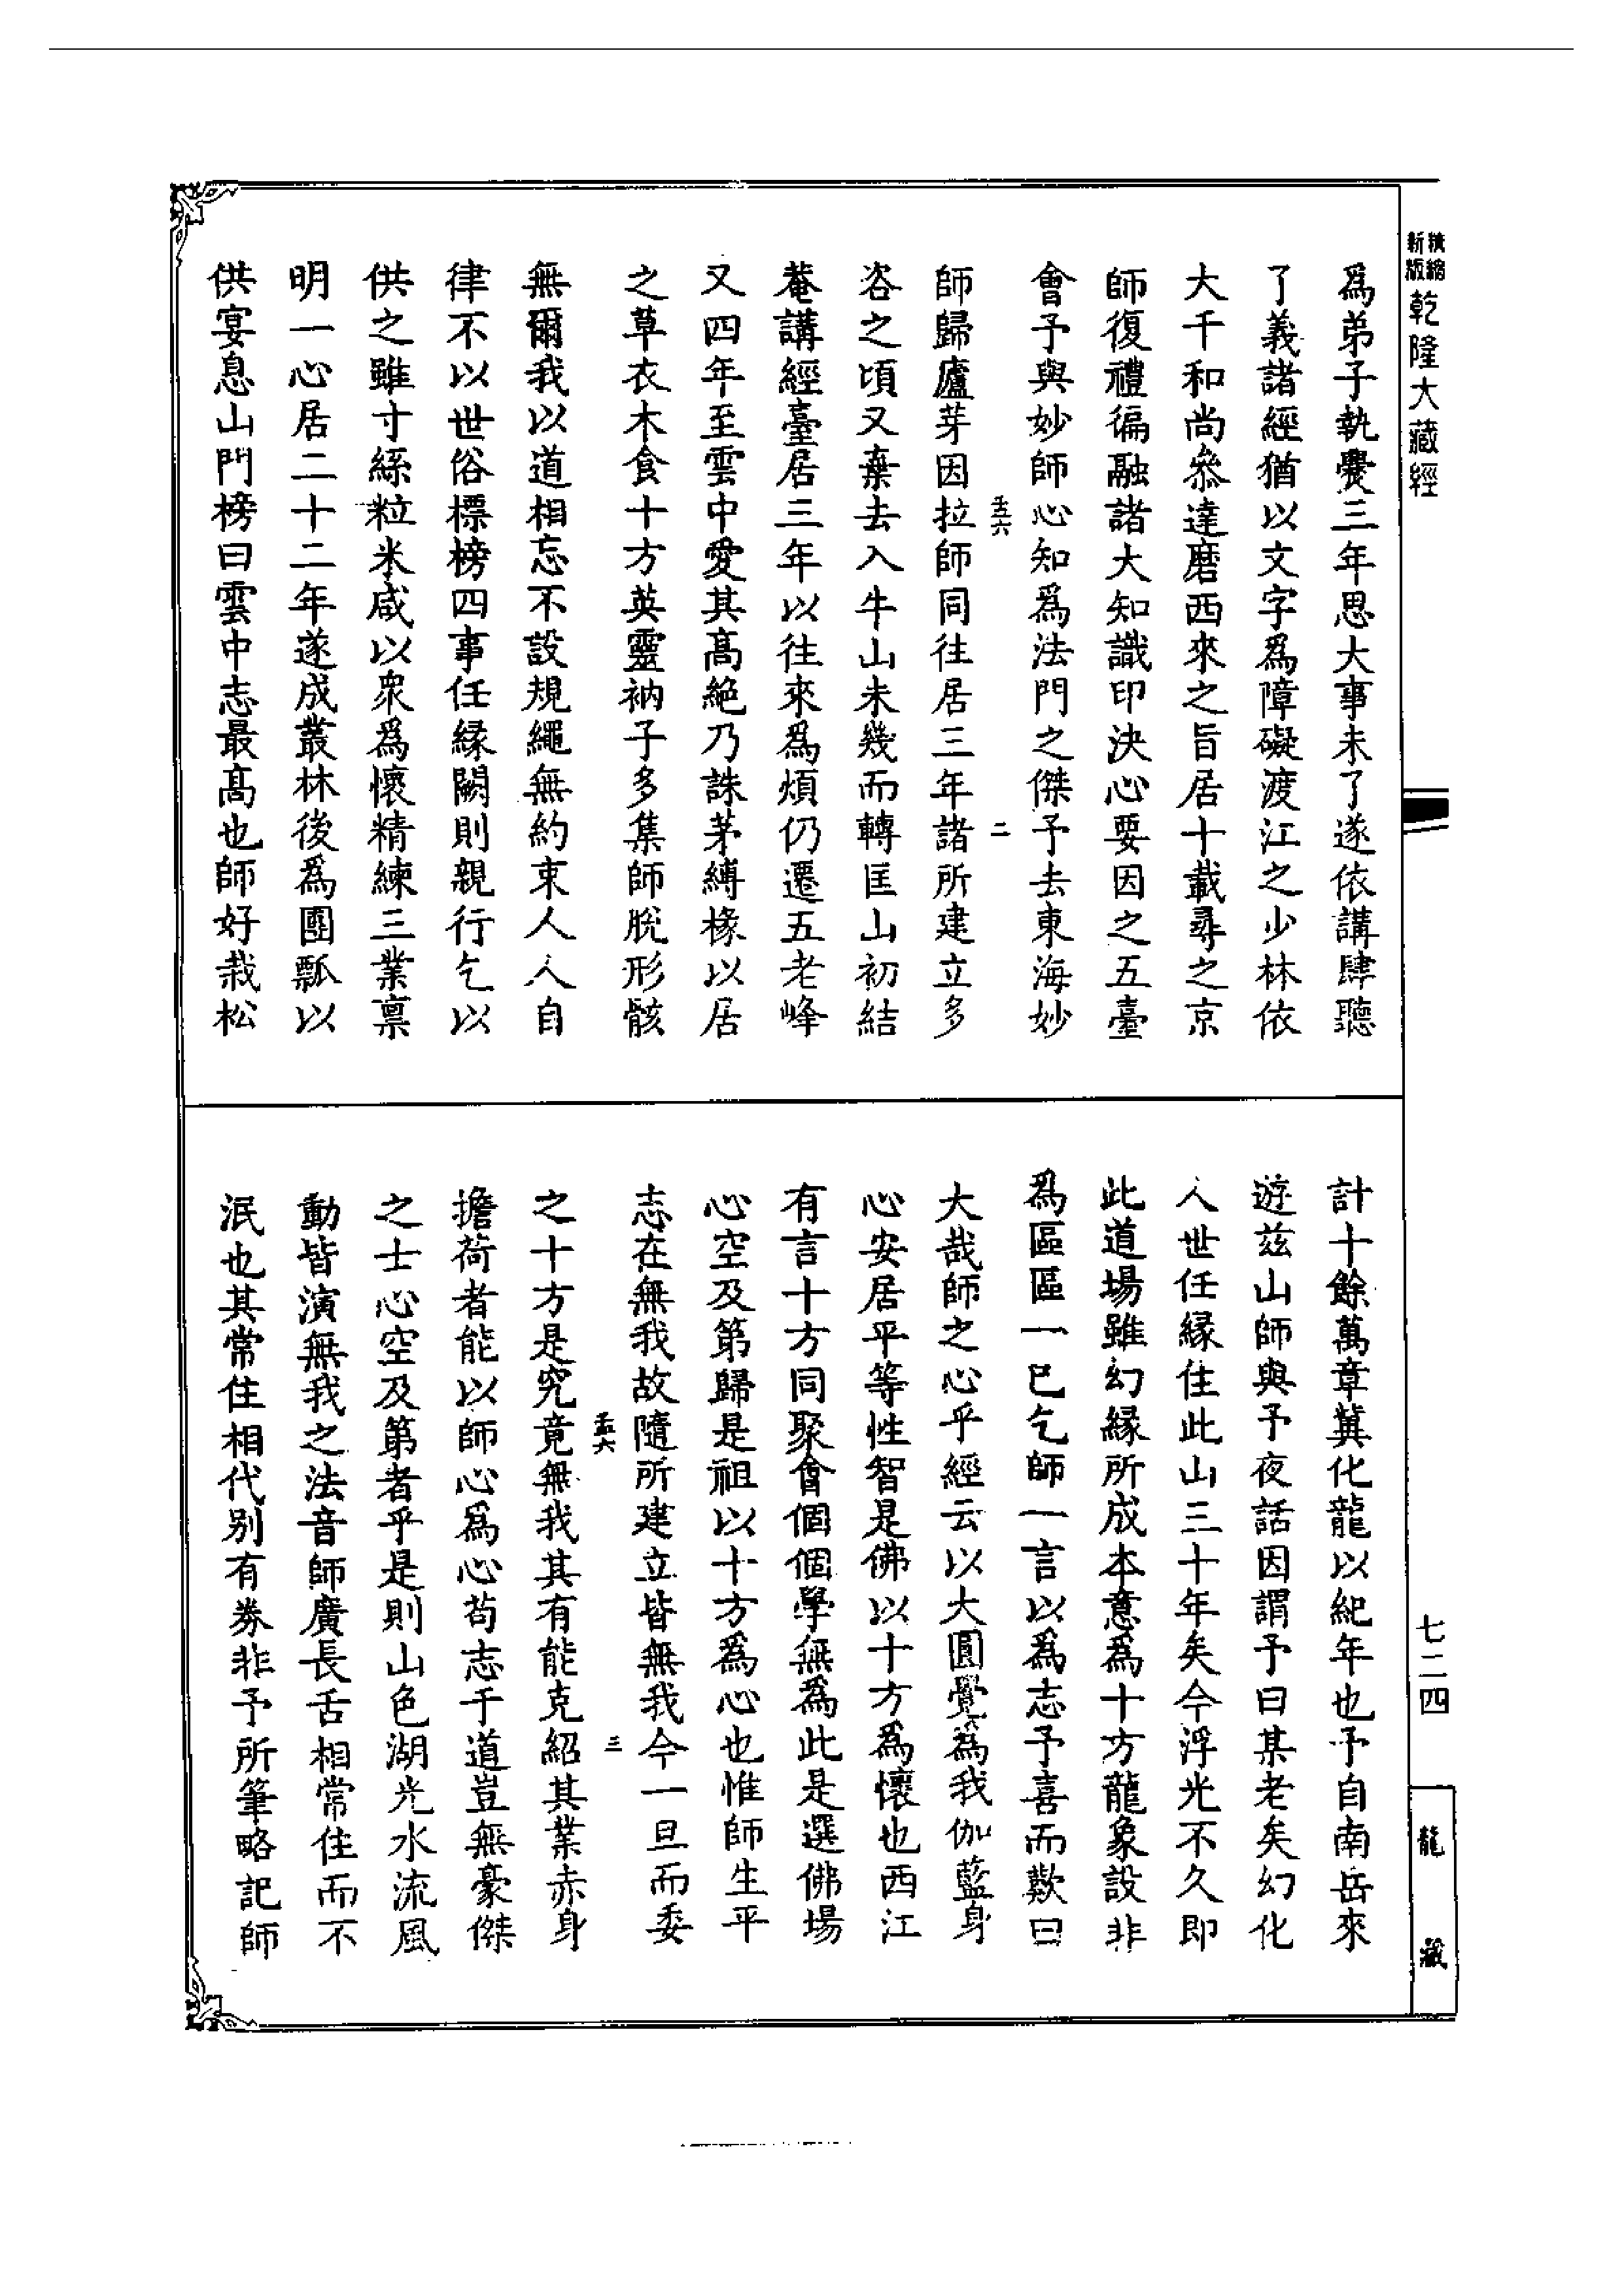 精縮新版乾隆大藏經
爲弟子執㸑三年思大事未了遂依講肆聽
了義諸經猶以文字爲障礙渡江之少林依
大千和尚叅達磨西來之旨居十載尋之京
師復禮徧融諸大知識印決心要因之五臺
會予與妙師心知爲法門之傑予去東海妙
孟六 二
師歸廬芽因拉師同往居三年諸所建立多
咨之頃又棄去入牛山未幾而轉匡山初結
菴講經臺居三年以往來爲煩仍遷五老峰
又四年至雲中愛其高絶乃誅茅縛椽以居
之草衣木食十方英靈衲子多集師脫形骸
無爾我以道相忘不設規繩無約束人人自
律不以世俗標榜四事任緣闕則親行乞以
供之雖寸絲粒米咸以衆爲懷精練三業禀
明一心居二十二年遂成叢林後爲團瓢以
供宴息山門榜曰雲中志最高也師好栽松
計十餘萬章冀化龍以紀年也予自南岳來
遊茲山師與予夜話因謂予曰某老矣幻化
人世任緣住此山三十年矣今浮光不久即
此道場雖幻緣所成本意爲十方龍象設非
爲區區一已乞師一言以爲志予喜而歎曰
大哉師之心乎經云以大圓覺爲我伽藍身
心安居平等性智是佛以十方爲懷也西江
有言十方同聚會個個學無爲此是選佛場
心空及第歸是祖以十方爲心也惟師生平
志在無我故隨所建立皆無我今一旦而委
孟六 三
之十方是究竟無我其有能克紹其業赤身
擔荷者能以師心爲心苟志于道豈無豪傑
之士心空及第者乎是則山色湖光水流風
動皆演無我之法音師廣長舌相常住而不
泯也其常住相代別有券非予所筆略記師
七二四
龍藏